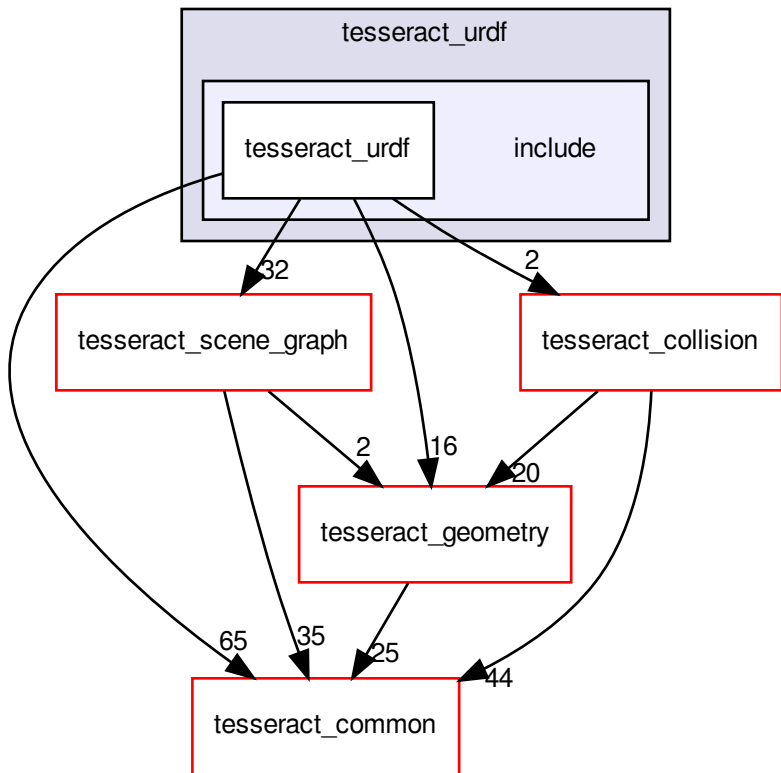 tesseract_urdf
tesseract_urdf
include
32
2
tesseract_scene_graph
tesseract_collision
2
16
20
tesseract_geometry
65
35
25
44
tesseract_common